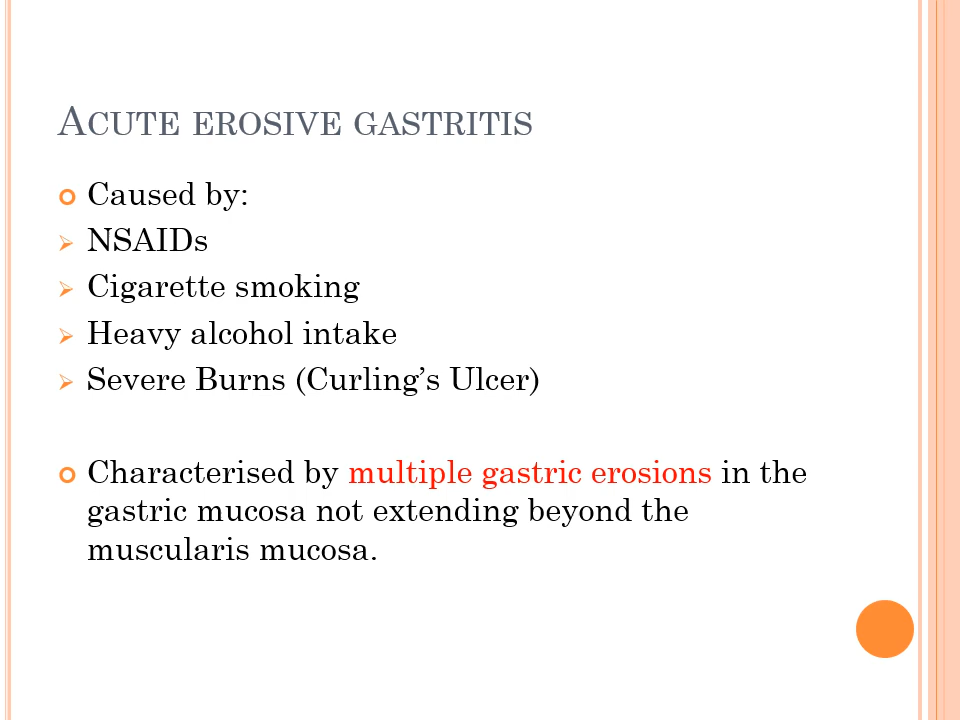 ACUTE EROSIVE GASTRITIS
Caused by:
NSAIDs
Cigarette smoking
Heavy alcohol intake
Severe Burns (Curling’s Ulcer)
Characterised by multiple gastric erosions in the
gastric mucosa not extending beyond the
muscularis mucosa.